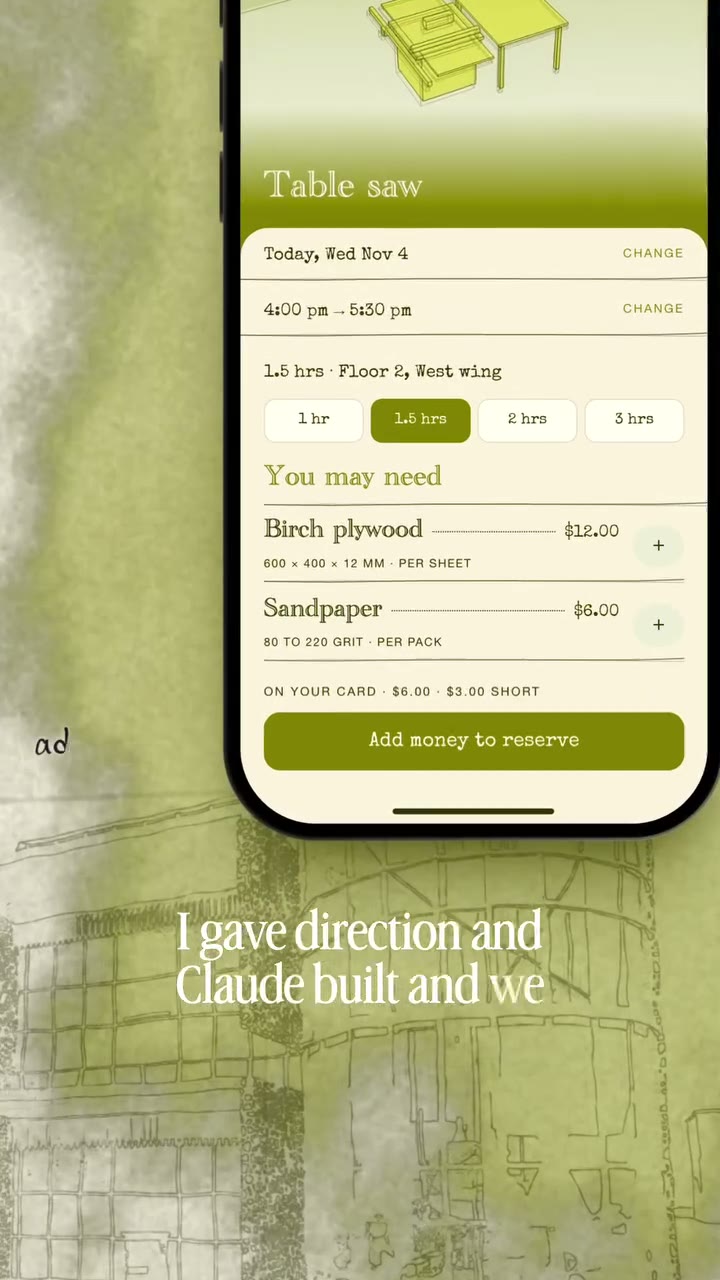 Table saw
Today, Wed Nov 4 CHANGE
4:00 pm → 5:30 pm CHANGE
1.5 hrs · Floor 2, West wing
1 hr 1.5 hrs 2 hrs 3 hrs
You may need
Birch plywood $12.00 +
600 × 400 × 12 MM · PER SHEET
Sandpaper $6.00 +
80 TO 220 GRIT · PER PACK
ON YOUR CARD · $6.00 · $3.00 SHORT
Add money to reserve
ad
I gave direction and
Claude built and we